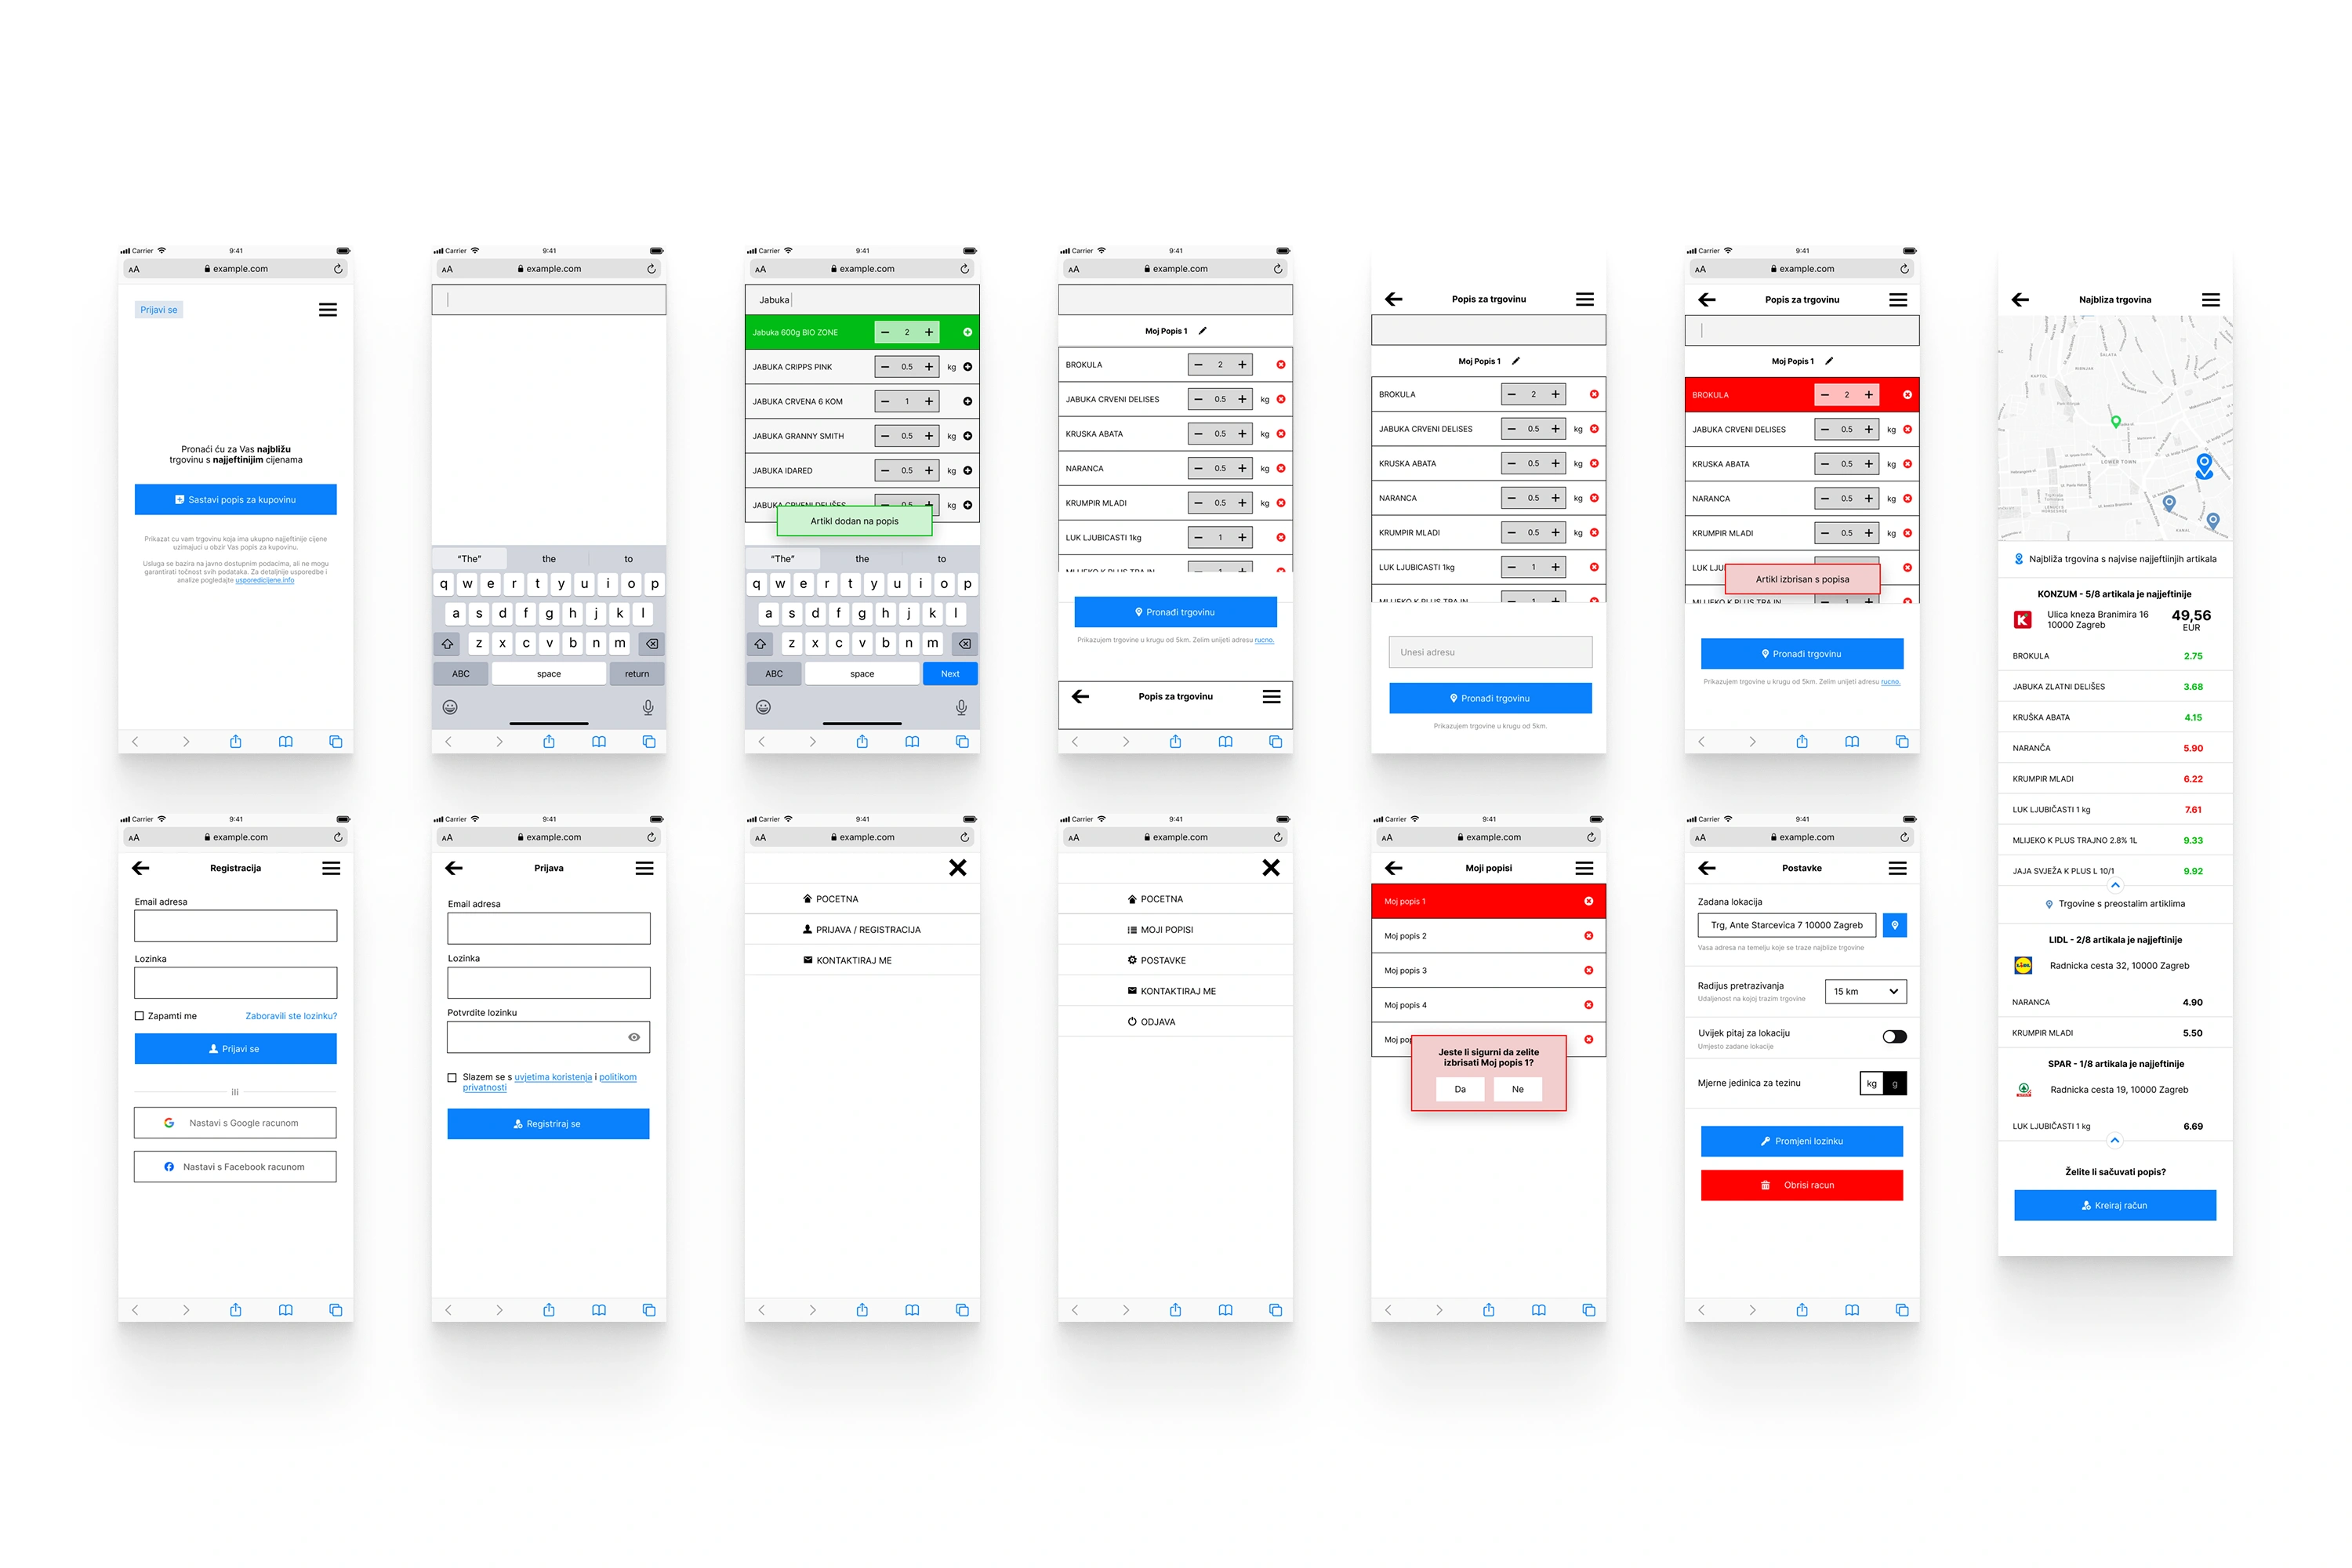 Carrier 9:41
AA example.com
Prijavi se
Pronaći ću za Vas najbližu
trgovinu s najjeftinijim cijenama
Sastavi popis za kupovinu
Prikazat cu vam trgovinu koja ima ukupno najjeftinije cijene
uzimajuci u obzir Vas popis za kupovinu.
Usluga se bazira na javno dostupnim podacima, ali ne mogu
garantirati točnost svih podataka. Za detaljnije usporedbe i
analize pogledajte usporedicijene.info
Carrier 9:41
AA example.com
"The" the to
q w e r t y u i o p
a s d f g h j k l
z x c v b n m
ABC space return
Carrier 9:41
AA example.com
Jabuka
Jabuka 600g BIO ZONE − 2 +
JABUKA CRIPPS PINK − 0.5 + kg
JABUKA CRVENA 6 KOM − 1 +
JABUKA GRANNY SMITH − 0.5 + kg
JABUKA IDARED − 0.5 + kg
JABUKA CRVENI DELIŠES − 0.5 + kg
Artikl dodan na popis
"The" the to
q w e r t y u i o p
a s d f g h j k l
z x c v b n m
ABC space Next
Carrier 9:41
AA example.com
Moj Popis 1
BROKULA − 2 +
JABUKA CRVENI DELISES − 0.5 + kg
KRUSKA ABATA − 0.5 + kg
NARANCA − 0.5 + kg
KRUMPIR MLADI − 0.5 + kg
LUK LJUBICASTI 1kg − 1 +
MLIJEKO K PLUS TRAJN − 1 +
Pronađi trgovinu
Prikazujem trgovine u krugu od 5km. Zelim unijeti adresu rucno.
Popis za trgovinu
Popis za trgovinu
Moj Popis 1
BROKULA − 2 +
JABUKA CRVENI DELISES − 0.5 + kg
KRUSKA ABATA − 0.5 + kg
NARANCA − 0.5 + kg
KRUMPIR MLADI − 0.5 + kg
LUK LJUBICASTI 1kg − 1 +
MLIJEKO K PLUS TRAJN − 1 +
Unesi adresu
Pronađi trgovinu
Prikazujem trgovine u krugu od 5km.
Carrier 9:41
AA example.com
Popis za trgovinu
Moj Popis 1
BROKULA − 2 +
JABUKA CRVENI DELISES − 0.5 + kg
KRUSKA ABATA − 0.5 + kg
NARANCA − 0.5 + kg
KRUMPIR MLADI − 0.5 + kg
LUK LJU
Artikl izbrisan s popisa
MLIJEKO K PLUS TRAJN − 1 +
Pronađi trgovinu
Prikazujem trgovine u krugu od 5km. Zelim unijeti adresu rucno.
Najbliza trgovina
ŠALATA
LOWER TOWN
KANAL
Najbliža trgovina s najvise najjeftiinjih artikala
KONZUM - 5/8 artikala je najjeftinije
K Ulica kneza Branimira 16 49,56
10000 Zagreb EUR
BROKULA 2.75
JABUKA ZLATNI DELIŠES 3.68
KRUŠKA ABATA 4.15
NARANČA 5.90
KRUMPIR MLADI 6.22
LUK LJUBIČASTI 1 kg 7.61
MLIJEKO K PLUS TRAJNO 2.8% 1L 9.33
JAJA SVJEŽA K PLUS L 10/1 9.92
Trgovine s preostalim artiklima
LIDL - 2/8 artikala je najjeftinije
LIDL Radnicka cesta 32, 10000 Zagreb
NARANCA 4.90
KRUMPIR MLADI 5.50
SPAR - 1/8 artikala je najjeftinije
Radnicka cesta 19, 10000 Zagreb
LUK LJUBIČASTI 1 kg 6.69
Želite li sačuvati popis?
Kreiraj račun
Carrier 9:41
AA example.com
Registracija
Email adresa
Lozinka
Zapamti me Zaboravili ste lozinku?
Prijavi se
ili
Nastavi s Google racunom
Nastavi s Facebook racunom
Carrier 9:41
AA example.com
Prijava
Email adresa
Lozinka
Potvrdite lozinku
Slazem se s uvjetima koristenja i politikom
privatnosti
Registriraj se
Carrier 9:41
AA example.com
POCETNA
PRIJAVA / REGISTRACIJA
KONTAKTIRAJ ME
Carrier 9:41
AA example.com
POCETNA
MOJI POPISI
POSTAVKE
KONTAKTIRAJ ME
ODJAVA
Carrier 9:41
AA example.com
Moji popisi
Moj popis 1
Moj popis 2
Moj popis 3
Moj popis 4
Moj pop
Jeste li sigurni da zelite
izbrisati Moj popis 1?
Da Ne
Carrier 9:41
AA example.com
Postavke
Zadana lokacija
Trg, Ante Starcevica 7 10000 Zagreb
Vasa adresa na temelju koje se traze najblize trgovine
Radijus pretrazivanja 15 km
Udaljenost na kojoj trazim trgovine
Uvijek pitaj za lokaciju
Umjesto zadane lokacije
Mjerne jedinica za tezinu kg g
Promjeni lozinku
Obrisi racun